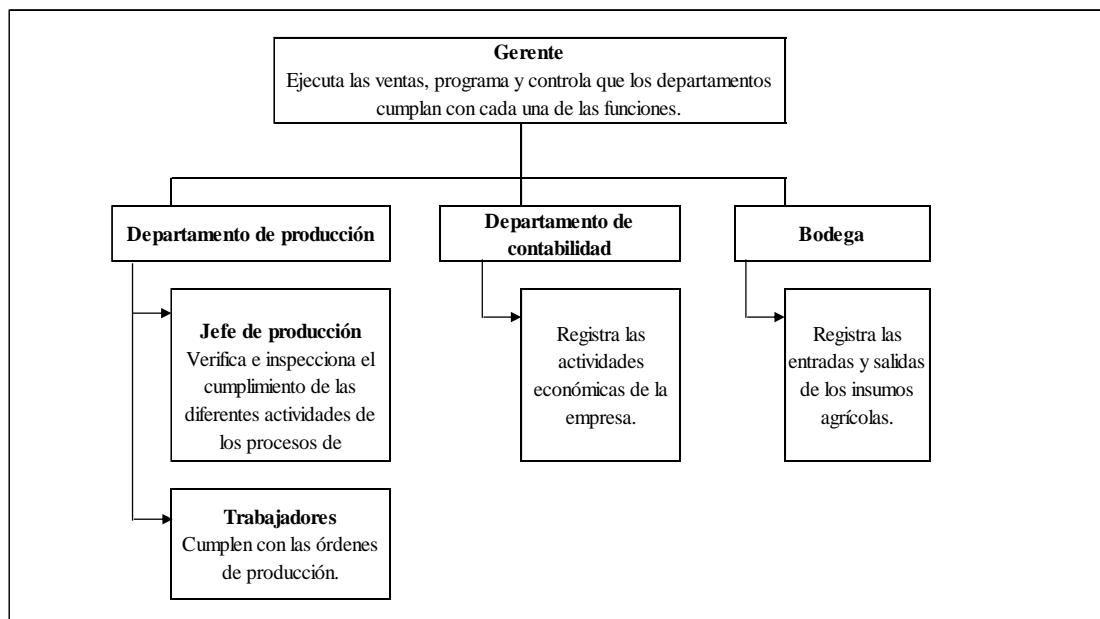 Gerente
Ejecuta las ventas, programa y controla que los departamentos
cumplan con cada una de las funciones.
Departamento de producción
Departamento de
contabilidad
Bodega
Jefe de producción
Verifica e inspecciona el
cumplimiento de las
diferentes actividades de
los procesos de
Registra las
actividades
económicas de la
empresa.
Registra las
entradas y salidas
de los insumos
agrícolas.
Trabajadores
Cumplen con las órdenes
de producción.